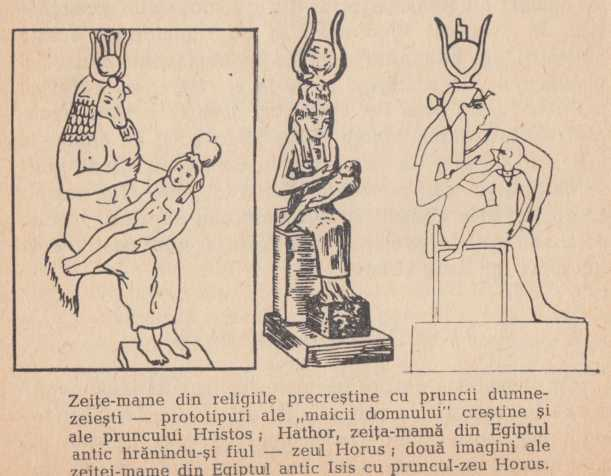 Zeițe-mame din religiile precreștine cu pruncii dumne-
zeiești — prototipuri ale „maicii domnului" creștine și
ale pruncului Hristos ; Hathor, zeița-mamă din Egiptul
antic hrănindu-și fiul — zeul Horus ; două imagini ale
zeiței-mame din Egiptul antic Isis cu pruncul-zeu Horus.